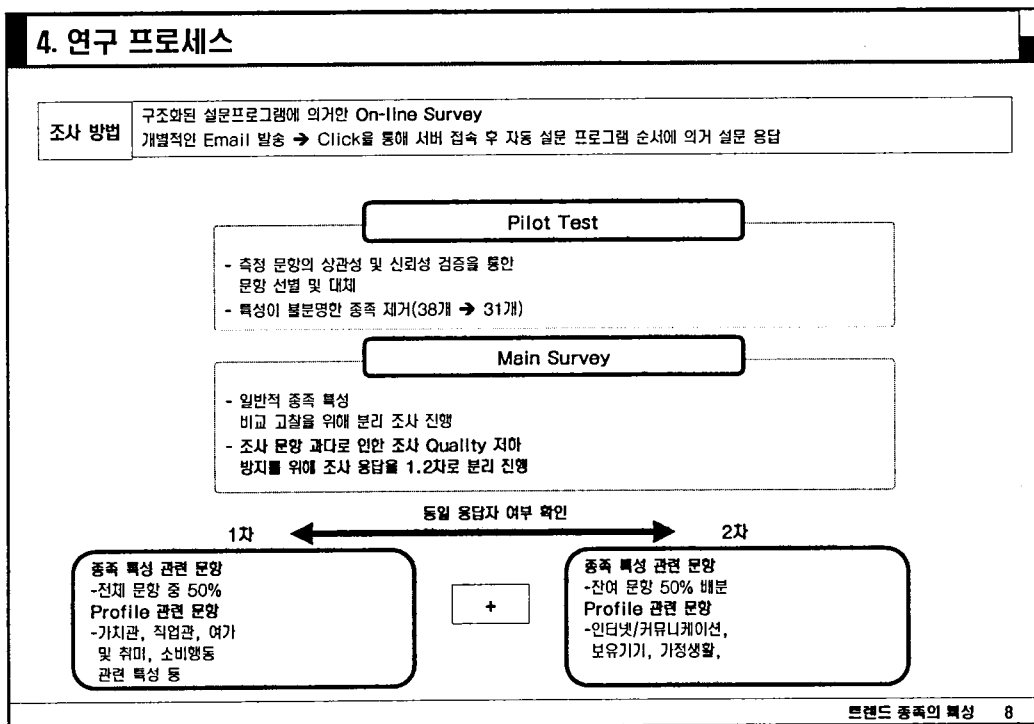 4. 연구 프로세스
조사 방법
구조화된 설문프로그램에 의거한 On-line Survey
개별적인 Email 발송 → Click을 통해 서버 접속 후 자동 설문 프로그램 순서에 의거 설문 응답
Pilot Test
- 측정 문항의 상관성 및 신뢰성 검증을 통한
문항 선별 및 대체
- 특성이 불분명한 종족 제거(38개 → 31개)
Main Survey
- 일반적 종족 특성
비교 고찰을 위해 분리 조사 진행
- 조사 문항 과다로 인한 조사 Quality 저하
방지를 위해 조사 응답을 1.2차로 분리 진행
동일 응답자 여부 확인
1차
2차
종족 특성 관련 문항
-전체 문항 중 50%
Profile 관련 문항
-가치관, 직업관, 여가
및 취미, 소비행동
관련 특성 등
+
종족 특성 관련 문항
-잔여 문항 50% 배분
Profile 관련 문항
-인터넷/커뮤니케이션,
보유기기, 가정생활,
트렌드 종족의 특성 8